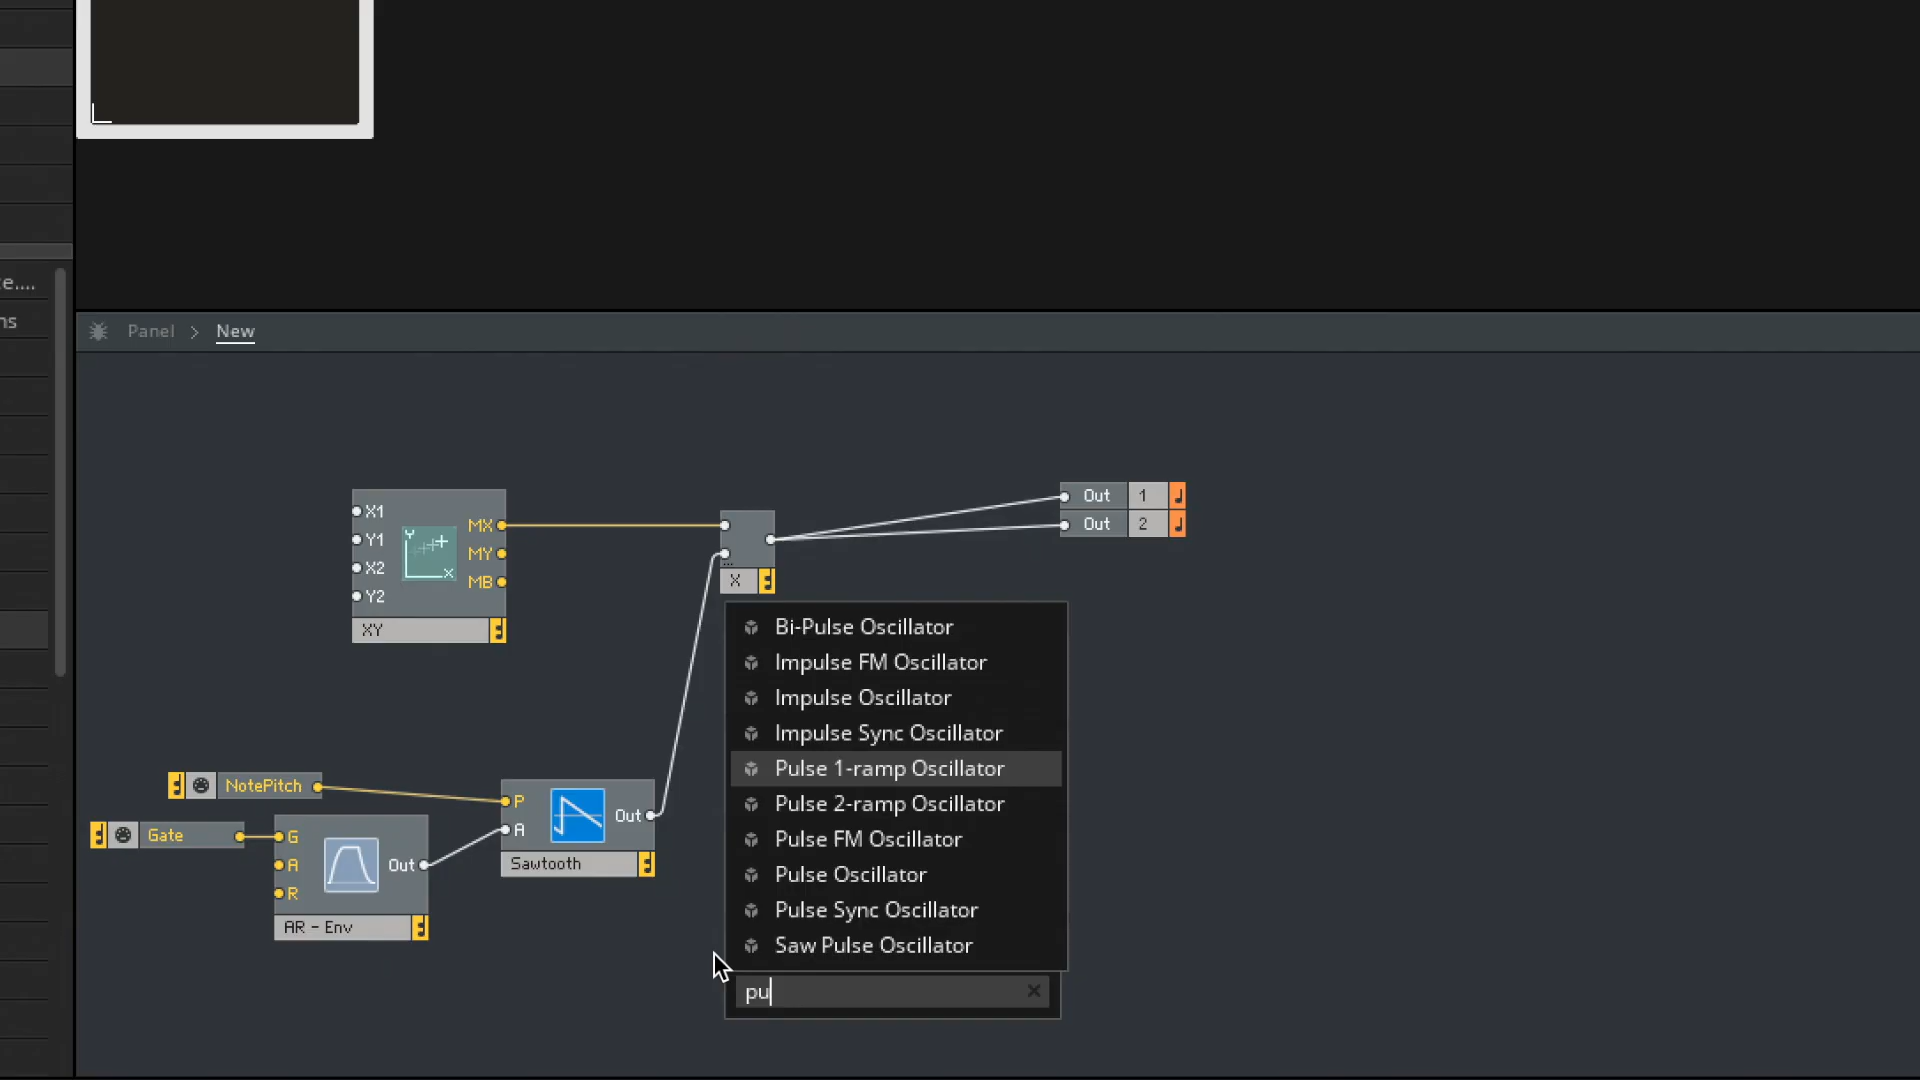 e....
ns
Panel > New
X1
Y1
X2
Y2
MX
MY
MB
Y
X
XY
...
X
Out 1
Out 2
Bi-Pulse Oscillator
Impulse FM Oscillator
Impulse Oscillator
Impulse Sync Oscillator
Pulse 1-ramp Oscillator
Pulse 2-ramp Oscillator
Pulse FM Oscillator
Pulse Oscillator
Pulse Sync Oscillator
Saw Pulse Oscillator
pu
NotePitch
Gate
G
A
R
Out
AR - Env
P
A
Out
Sawtooth